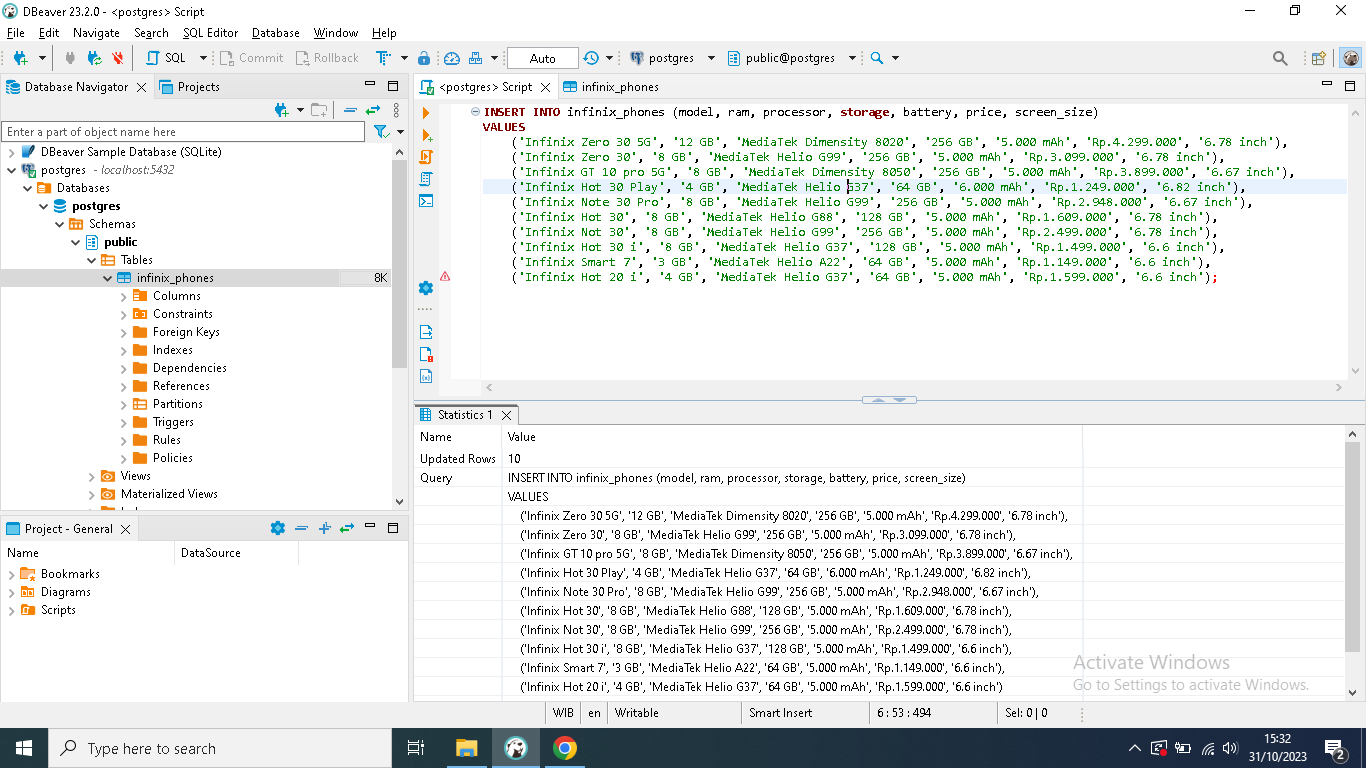 DBeaver 23.2.0 - <postgres> Script
File Edit Navigate Search SQL Editor Database Window Help
SQL Commit Rollback T Auto postgres public@postgres
Database Navigator Projects
<postgres> Script infinix_phones
Enter a part of object name here
DBeaver Sample Database (SQLite)
postgres - localhost:5432
Databases
postgres
Schemas
public
Tables
infinix_phones 8K
Columns
Constraints
Foreign Keys
Indexes
Dependencies
References
Partitions
Triggers
Rules
Policies
Views
Materialized Views
INSERT INTO infinix_phones (model, ram, processor, storage, battery, price, screen_size)
VALUES
('Infinix Zero 30 5G', '12 GB', 'MediaTek Dimensity 8020', '256 GB', '5.000 mAh', 'Rp.4.299.000', '6.78 inch'),
('Infinix Zero 30', '8 GB', 'MediaTek Helio G99', '256 GB', '5.000 mAh', 'Rp.3.099.000', '6.78 inch'),
('Infinix GT 10 pro 5G', '8 GB', 'MediaTek Dimensity 8050', '256 GB', '5.000 mAh', 'Rp.3.899.000', '6.67 inch'),
('Infinix Hot 30 Play', '4 GB', 'MediaTek Helio G37', '64 GB', '6.000 mAh', 'Rp.1.249.000', '6.82 inch'),
('Infinix Note 30 Pro', '8 GB', 'MediaTek Helio G99', '256 GB', '5.000 mAh', 'Rp.2.948.000', '6.67 inch'),
('Infinix Hot 30', '8 GB', 'MediaTek Helio G88', '128 GB', '5.000 mAh', 'Rp.1.609.000', '6.78 inch'),
('Infinix Not 30', '8 GB', 'MediaTek Helio G99', '256 GB', '5.000 mAh', 'Rp.2.499.000', '6.78 inch'),
('Infinix Hot 30 i', '8 GB', 'MediaTek Helio G37', '128 GB', '5.000 mAh', 'Rp.1.499.000', '6.6 inch'),
('Infinix Smart 7', '3 GB', 'MediaTek Helio A22', '64 GB', '5.000 mAh', 'Rp.1.149.000', '6.6 inch'),
('Infinix Hot 20 i', '4 GB', 'MediaTek Helio G37', '64 GB', '5.000 mAh', 'Rp.1.599.000', '6.6 inch');
Statistics 1
Name Value
Updated Rows 10
Query INSERT INTO infinix_phones (model, ram, processor, storage, battery, price, screen_size)
VALUES
('Infinix Zero 30 5G', '12 GB', 'MediaTek Dimensity 8020', '256 GB', '5.000 mAh', 'Rp.4.299.000', '6.78 inch'),
('Infinix Zero 30', '8 GB', 'MediaTek Helio G99', '256 GB', '5.000 mAh', 'Rp.3.099.000', '6.78 inch'),
('Infinix GT 10 pro 5G', '8 GB', 'MediaTek Dimensity 8050', '256 GB', '5.000 mAh', 'Rp.3.899.000', '6.67 inch'),
('Infinix Hot 30 Play', '4 GB', 'MediaTek Helio G37', '64 GB', '6.000 mAh', 'Rp.1.249.000', '6.82 inch'),
('Infinix Note 30 Pro', '8 GB', 'MediaTek Helio G99', '256 GB', '5.000 mAh', 'Rp.2.948.000', '6.67 inch'),
('Infinix Hot 30', '8 GB', 'MediaTek Helio G88', '128 GB', '5.000 mAh', 'Rp.1.609.000', '6.78 inch'),
('Infinix Not 30', '8 GB', 'MediaTek Helio G99', '256 GB', '5.000 mAh', 'Rp.2.499.000', '6.78 inch'),
('Infinix Hot 30 i', '8 GB', 'MediaTek Helio G37', '128 GB', '5.000 mAh', 'Rp.1.499.000', '6.6 inch'),
('Infinix Smart 7', '3 GB', 'MediaTek Helio A22', '64 GB', '5.000 mAh', 'Rp.1.149.000', '6.6 inch'),
('Infinix Hot 20 i', '4 GB', 'MediaTek Helio G37', '64 GB', '5.000 mAh', 'Rp.1.599.000', '6.6 inch')
Project - General
Name DataSource
Bookmarks
Diagrams
Scripts
Activate Windows
Go to Settings to activate Windows.
WIB en Writable Smart Insert 6 : 53 : 494 Sel: 0 | 0
Type here to search
15:32
31/10/2023
2